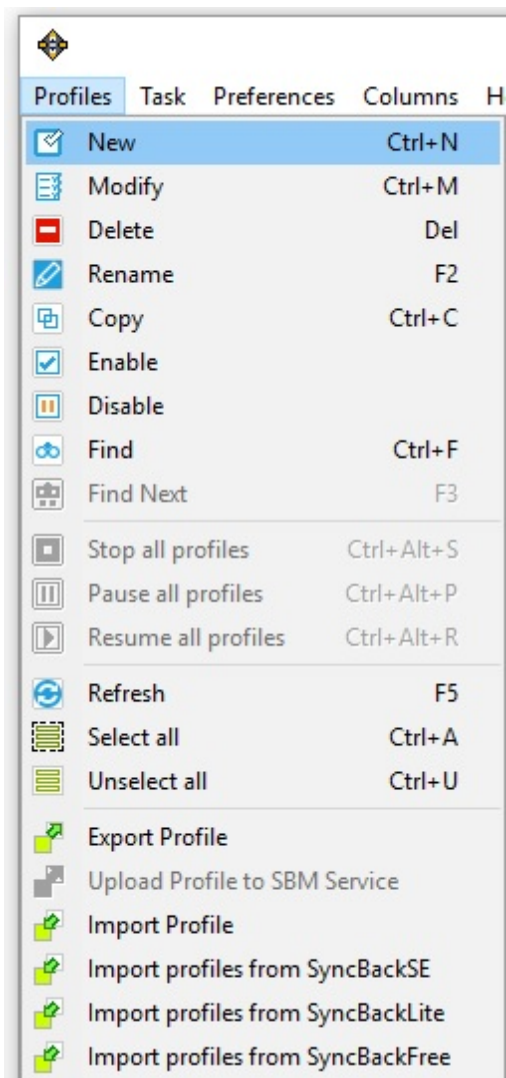 Profiles Task Preferences Columns H
New Ctrl+N
Modify Ctrl+M
Delete Del
Rename F2
Copy Ctrl+C
Enable
Disable
Find Ctrl+F
Find Next F3
Stop all profiles Ctrl+Alt+S
Pause all profiles Ctrl+Alt+P
Resume all profiles Ctrl+Alt+R
Refresh F5
Select all Ctrl+A
Unselect all Ctrl+U
Export Profile
Upload Profile to SBM Service
Import Profile
Import profiles from SyncBackSE
Import profiles from SyncBackLite
Import profiles from SyncBackFree